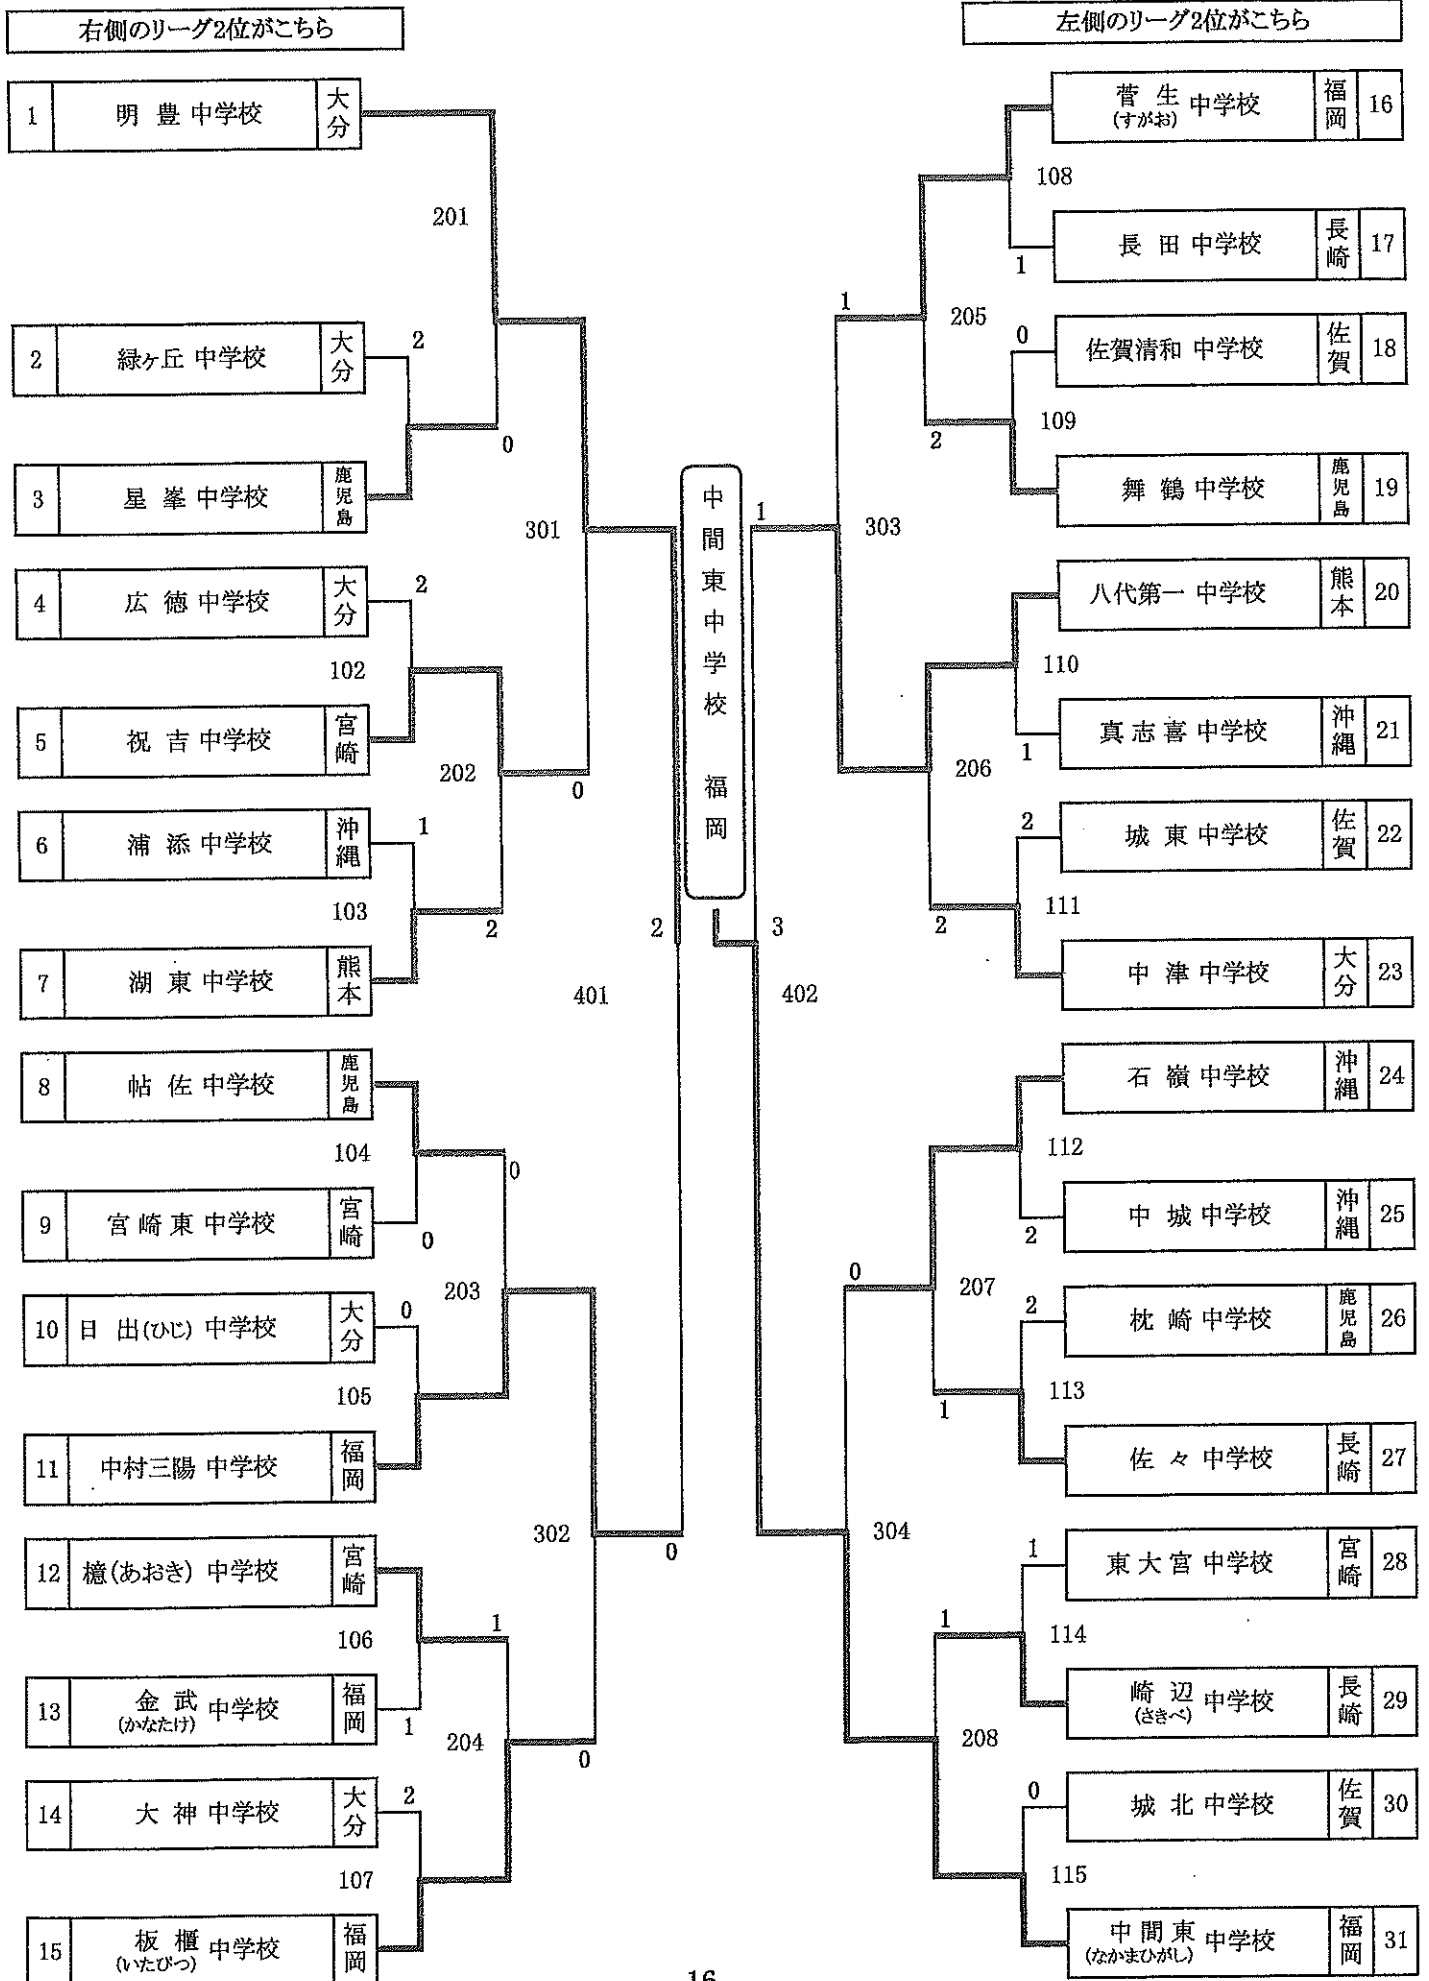 右側のリーグ2位がこちら
左側のリーグ2位がこちら
1 明豊 中学校 大分
201
2 緑ヶ丘 中学校 大分 2
0
3 星峯 中学校 鹿児島
301
4 広徳 中学校 大分 2
102
5 祝吉 中学校 宮崎
202
0
6 浦添 中学校 沖縄 1
103
2
7 湖東 中学校 熊本
2
401
8 帖佐 中学校 鹿児島
104
0
9 宮崎東 中学校 宮崎 0
203
10 日出(ひじ) 中学校 大分 0
105
11 中村三陽 中学校 福岡
302
0
12 檍(あおき) 中学校 宮崎
106
1
13 金武 中学校 福岡 1
(かなたけ)
204
0
14 大神 中学校 大分 2
107
15 板櫃 中学校 福岡
(いたびつ)
中間東中学校 福岡
菅生 中学校 福岡 16
(すがお)
108
1 長田 中学校 長崎 17
1
205
0 佐賀清和 中学校 佐賀 18
109
2
舞鶴 中学校 鹿児島 19
1
303
八代第一 中学校 熊本 20
110
1 真志喜 中学校 沖縄 21
206
2 城東 中学校 佐賀 22
111
2
中津 中学校 大分 23
3
402
石嶺 中学校 沖縄 24
112
2 中城 中学校 沖縄 25
0
207
2 枕崎 中学校 鹿児島 26
113
1
佐々 中学校 長崎 27
304
1 東大宮 中学校 宮崎 28
1
114
崎辺 中学校 長崎 29
(さきべ)
208
0 城北 中学校 佐賀 30
115
中間東 中学校 福岡 31
(なかまひがし)
16